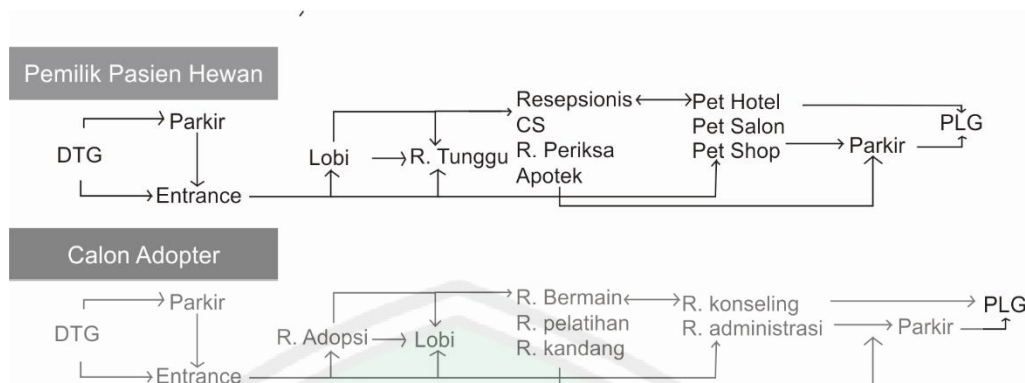 Pemilik Pasien Hewan
DTG
Parkir
Entrance
Lobi
R. Tunggu
Resepsionis
CS
R. Periksa
Apotek
Pet Hotel
Pet Salon
Pet Shop
Parkir
PLG
Calon Adopter
DTG
Parkir
Entrance
R. Adopsi
Lobi
R. Bermain
R. pelatihan
R. kandang
R. konseling
R. administrasi
Parkir
PLG